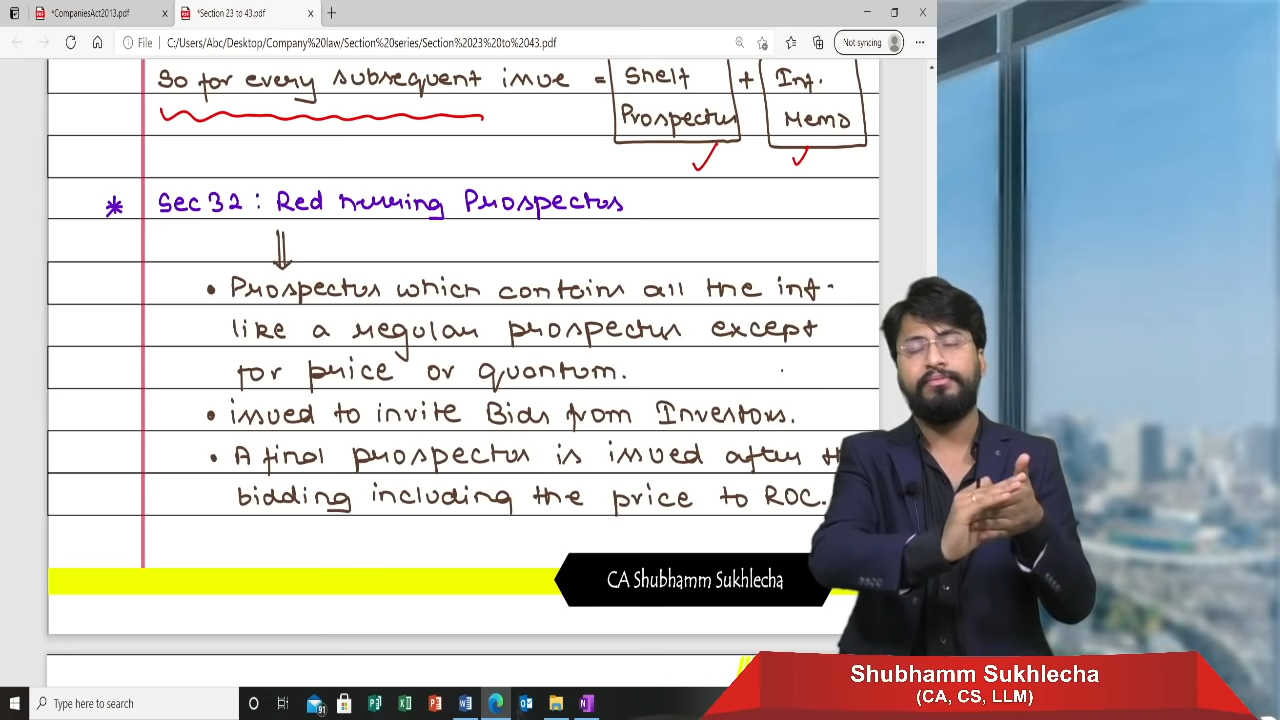 *CompaniesAct2013.pdf
*Section 23 to 43.pdf
File
C:/Users/Abc/Desktop/Company%20law/Section%20series/Section%2023%20to%2043.pdf
Not syncing
So for every subsequent issue = Shelf Prospectus + Inf. Memo
* Sec 32 : Red herring Prospectus
• Prospectus which contains all the inf.
like a regular prospectus except
for price or quantum.
• issued to invite Bids from Investors.
• A final prospectus is issued after th
bidding including the price to ROC.
CA Shubhamm Sukhlecha
Shubhamm Sukhlecha
(CA, CS, LLM)
Type here to search
91